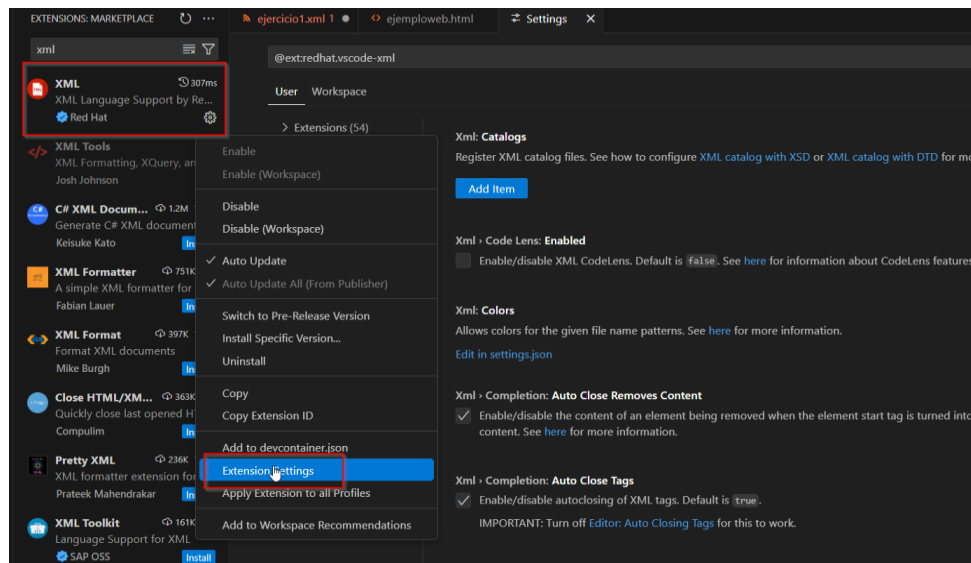 EXTENSIONS: MARKETPLACE
xml
XML 307ms
XML Language Support by Re...
Red Hat
XML Tools
XML Formatting, XQuery, an
Josh Johnson
C# XML Docum... 1.2M
Generate C# XML document
Keisuke Kato In
XML Formatter 751K
A simple XML formatter for
Fabian Lauer In
XML Format 397K
Format XML documents
Mike Burgh In
Close HTML/XM... 363K
Quickly close last opened H
Compulim In
Pretty XML 236K
XML formatter extension for
Prateek Mahendrakar In
XML Toolkit 161K
Language Support for XML
SAP OSS Install
Enable
Enable (Workspace)
Disable
Disable (Workspace)
Auto Update
Auto Update All (From Publisher)
Switch to Pre-Release Version
Install Specific Version...
Uninstall
Copy
Copy Extension ID
Add to devcontainer.json
Extension Settings
Apply Extension to all Profiles
Add to Workspace Recommendations
ejercicio1.xml 1 ejemploweb.html Settings
@ext:redhat.vscode-xml
User Workspace
Extensions (54)
Xml: Catalogs
Register XML catalog files. See how to configure XML catalog with XSD or XML catalog with DTD for mo
Add Item
Xml › Code Lens: Enabled
Enable/disable XML CodeLens. Default is false. See here for information about CodeLens features
Xml: Colors
Allows colors for the given file name patterns. See here for more information.
Edit in settings.json
Xml › Completion: Auto Close Removes Content
Enable/disable the content of an element being removed when the element start tag is turned into
content. See here for more information.
Xml › Completion: Auto Close Tags
Enable/disable autoclosing of XML tags. Default is true.
IMPORTANT: Turn off Editor: Auto Closing Tags for this to work.